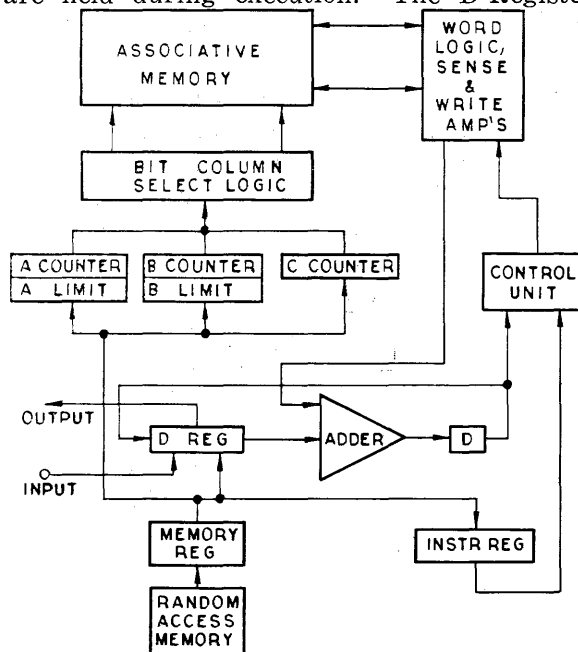 are held during execution. The D Registe
ASSOCIATIVE
MEMORY
WORD
LOGIC,
SENSE
&
WRITE
AMP'S
BIT COLUMN
SELECT LOGIC
A COUNTER
A LIMIT
B COUNTER
B LIMIT
C COUNTER
CONTROL
UNIT
OUTPUT
D REG
ADDER
D
INPUT
MEMORY
REG
INSTR REG
RANDOM
ACCESS
MEMORY